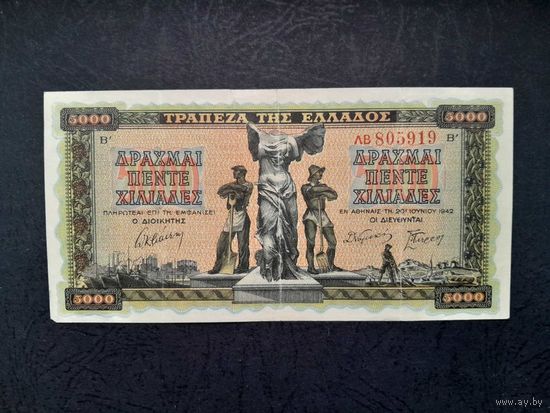 5000 ΤΡΑΠΕΖΑ ΤΗΣ ΕΛΛΑΔΟΣ 5000
Β' ΛΒ 805919 Β'
ΔΡΑΧΜΑΙ
ΠΕΝΤΕ
ΧΙΛΙΑΔΕΣ
ΠΛΗΡΩΤΕΑΙ ΕΠΙ ΤΗ ΕΜΦΑΝΙΣΕΙ
Ο ΔΙΟΙΚΗΤΗΣ
ΔΡΑΧΜΑΙ
ΠΕΝΤΕ
ΧΙΛΙΑΔΕΣ
ΕΝ ΑΘΗΝΑΙΣ ΤΗ 20ῌ ΙΟΥΝΙΟΥ 1942
ΟΙ ΔΙΕΥΘΥΝΤΑΙ
5000 5000
www.ay.by